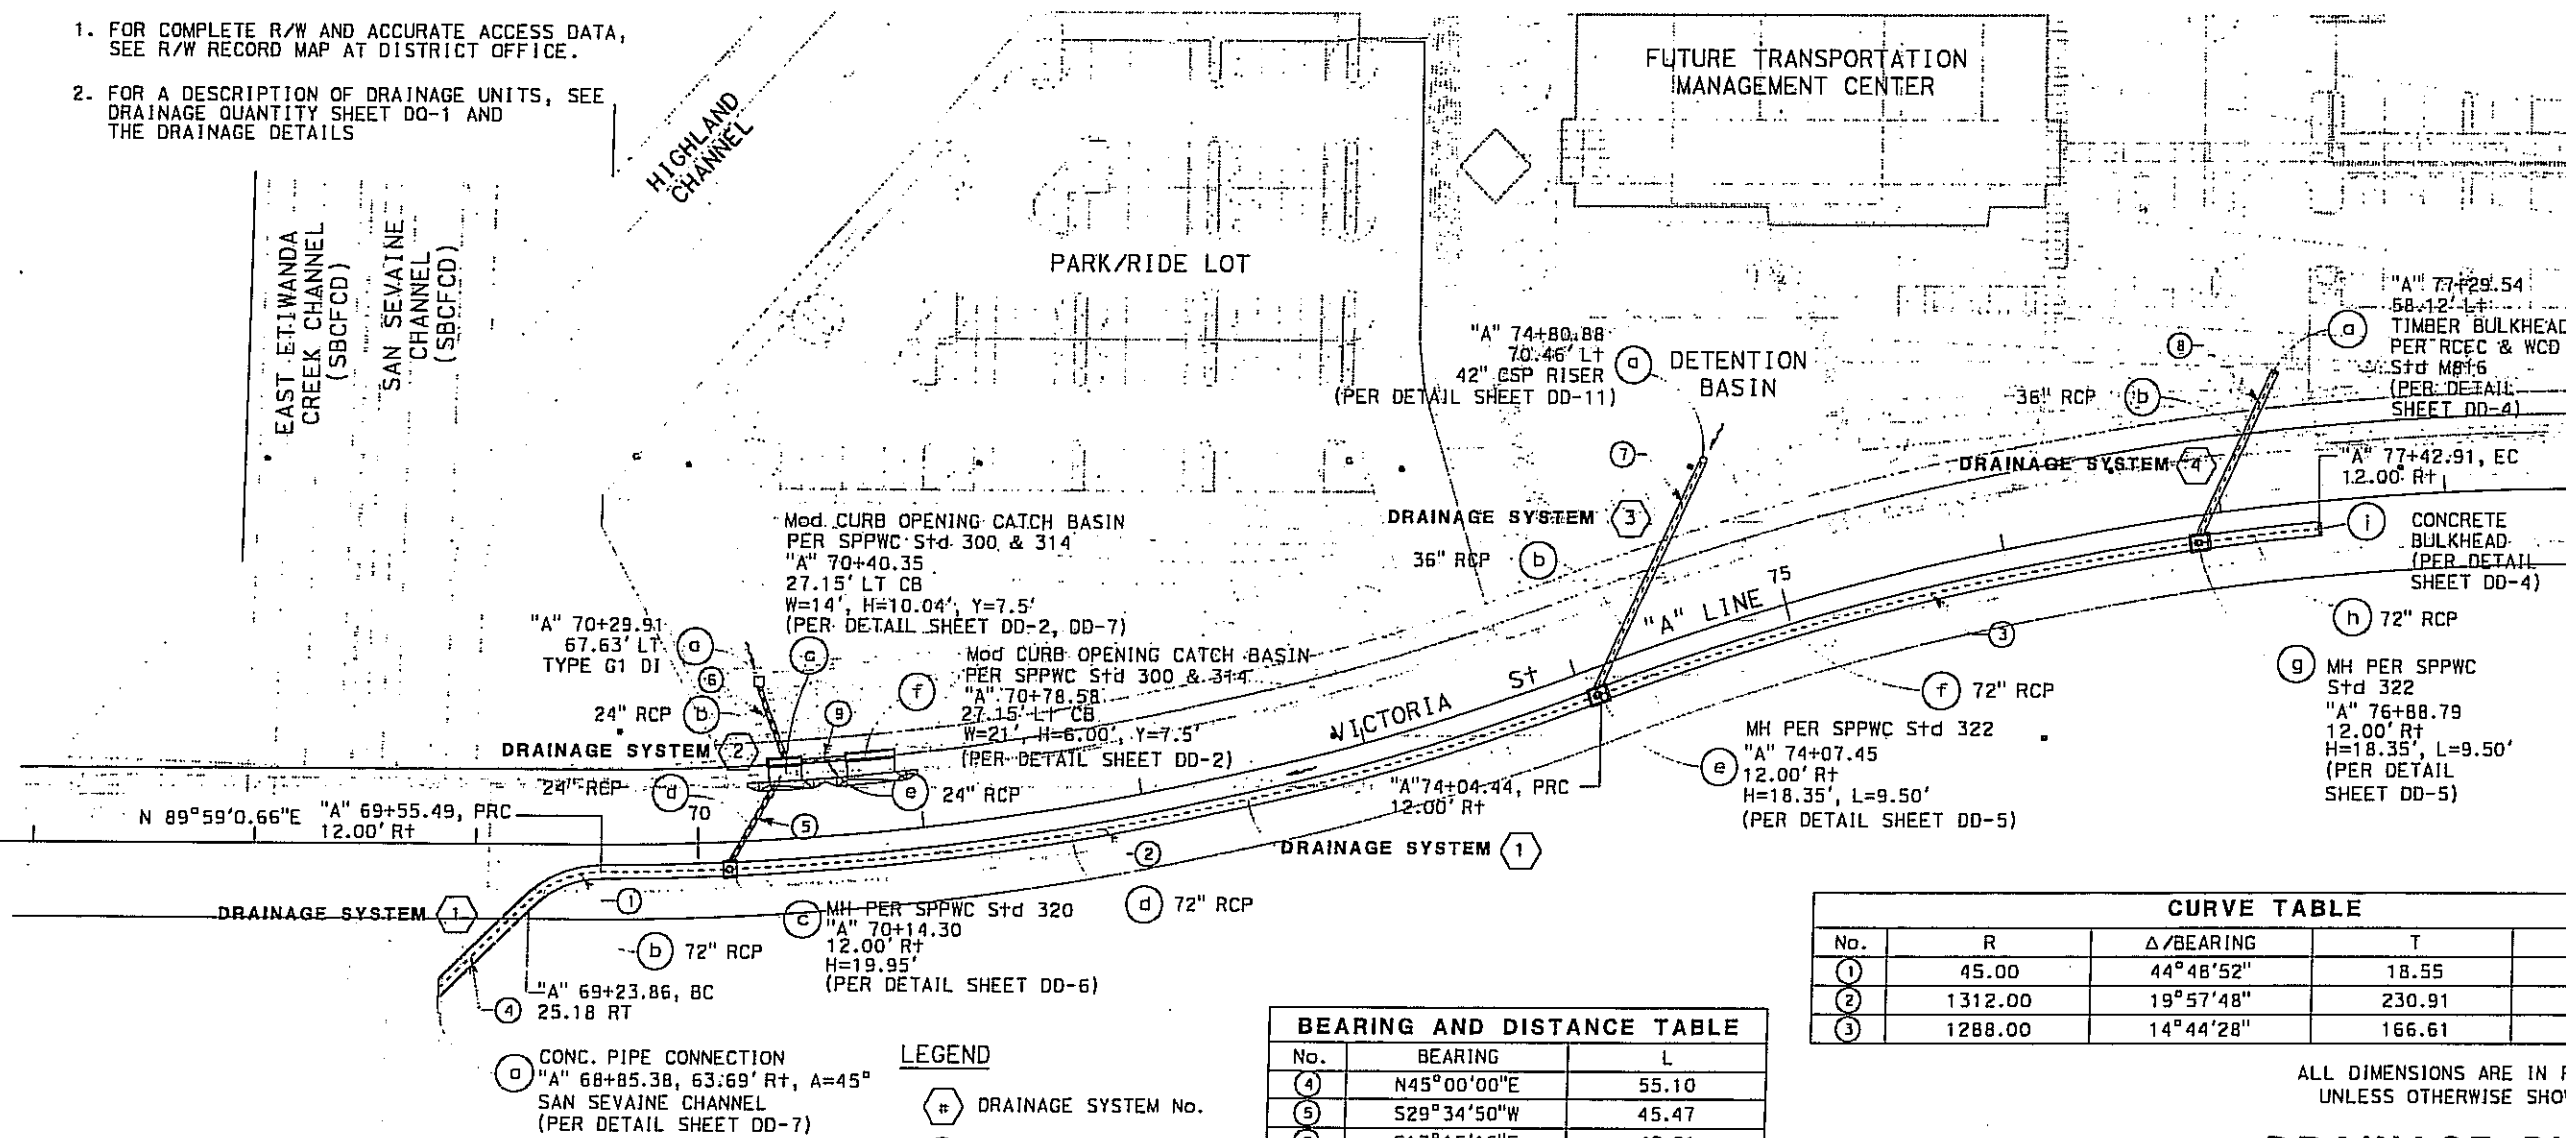 1. FOR COMPLETE R/W AND ACCURATE ACCESS DATA,
SEE R/W RECORD MAP AT DISTRICT OFFICE.
2. FOR A DESCRIPTION OF DRAINAGE UNITS, SEE
DRAINAGE QUANTITY SHEET DQ-1 AND
THE DRAINAGE DETAILS
HIGHLAND
CHANNEL
FUTURE TRANSPORTATION
MANAGEMENT CENTER
EAST ETIWANDA
CREEK CHANNEL
(SBCFCD)
SAN SEVAINE
CHANNEL
(SBCFCD)
PARK/RIDE LOT
"A" 74+80.88
70.46' Lt
42" CSP RISER
(PER DETAIL SHEET DD-11)
a
DETENTION
BASIN
"A" 77+29.54
58.12' Lt
TIMBER BULKHEAD
PER RCFC & WCD
Std M816
(PER DETAIL
SHEET DD-4)
a
8
36" RCP b
7
DRAINAGE SYSTEM 4
"A" 77+42.91, EC
12.00' Rt
DRAINAGE SYSTEM 3
36" RCP b
i
CONCRETE
BULKHEAD
(PER DETAIL
SHEET DD-4)
h 72" RCP
Mod. CURB OPENING CATCH BASIN
PER SPPWC Std 300 & 314
"A" 70+40.35
27.15' LT CB
W=14', H=10.04', Y=7.5'
(PER DETAIL SHEET DD-2, DD-7)
c
"A" 70+29.91
67.63' LT
TYPE G1 DI
a
6
24" RCP b
DRAINAGE SYSTEM 2
24" RCP d
f
Mod CURB OPENING CATCH BASIN
PER SPPWC Std 300 & 314
"A" 70+78.58
27.15' Lt CB
W=21', H=6.00', Y=7.5'
(PER DETAIL SHEET DD-2)
9
e 24" RCP
5
"A" LINE
75
VICTORIA St
3
f 72" RCP
g
MH PER SPPWC
Std 322
"A" 76+88.79
12.00' Rt
H=18.35', L=9.50'
(PER DETAIL
SHEET DD-5)
e
MH PER SPPWC Std 322
"A" 74+07.45
12.00' Rt
H=18.35', L=9.50'
(PER DETAIL SHEET DD-5)
"A" 74+04.44, PRC
12.00' Rt
N 89°59'0.66"E
"A" 69+55.49, PRC
12.00' Rt
70
DRAINAGE SYSTEM 1
2
d 72" RCP
DRAINAGE SYSTEM 1
1
b 72" RCP
c
MH PER SPPWC Std 320
"A" 70+14.30
12.00' Rt
H=19.95'
(PER DETAIL SHEET DD-6)
"A" 69+23.86, BC
25.18 RT
4
a
CONC. PIPE CONNECTION
"A" 68+85.38, 63.69' Rt, A=45°
SAN SEVAINE CHANNEL
(PER DETAIL SHEET DD-7)
LEGEND
# DRAINAGE SYSTEM No.
BEARING AND DISTANCE TABLE
No. BEARING L
4 N45°00'00"E 55.10
5 S29°34'50"W 45.47
CURVE TABLE
No. R Δ/BEARING T
1 45.00 44°48'52" 18.55
2 1312.00 19°57'48" 230.91
3 1288.00 14°44'28" 166.61
ALL DIMENSIONS ARE IN
UNLESS OTHERWISE